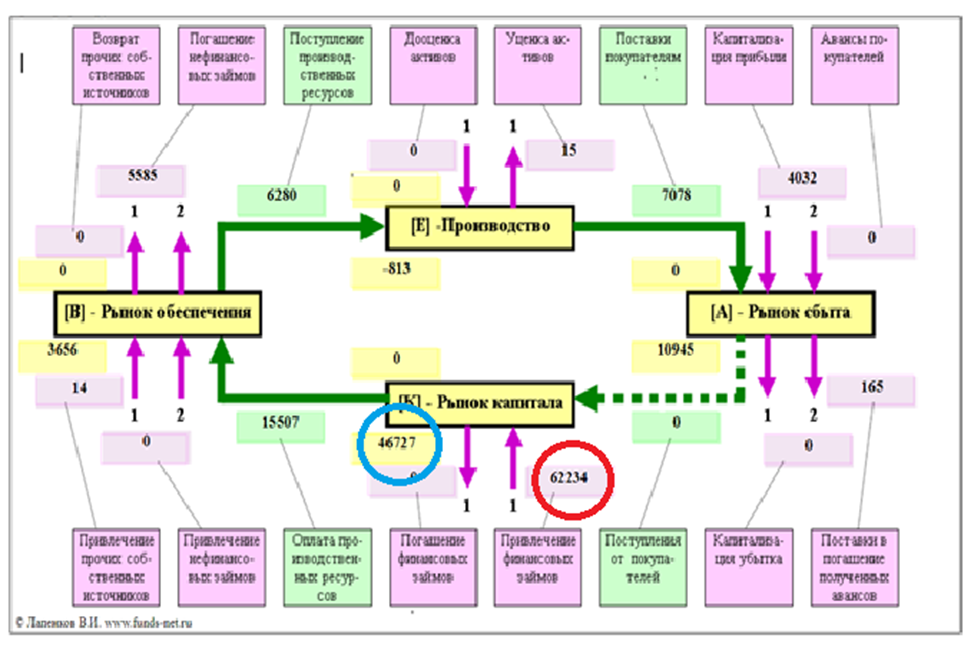 Возврат
прочих соб-
ственных
источников
Погашение
нефинансо-
вых займов
Поступление
производ-
ственных
ресурсов
Дооценка
активов
Уценка ак-
тивов
Поставки
покупателям
Капитализа-
ция прибыли
Авансы по-
купателей
1
1
0
15
5585
6280
0
7078
4032
1
2
[Е] -Производство
1
2
0
0
0
-813
0
[В] - Рынок обеспечения
[А] - Рынок сбыта
3656
0
10945
14
[К] - Рынок капитала
165
1
2
15507
46727
0
1
2
0
0
62234
0
1
1
Привлечение
прочих соб-
ственных
источников
Привлечение
нефинансо-
вых займов
Оплата про-
изводствен-
ных ресур-
сов
Погашение
финансовых
займов
Привлечение
финансовых
займов
Поступления
от покупа-
телей
Капитализа-
ция убытка
Поставки в
погашение
полученных
авансов
© Лапенков В.И. www.funds-net.ru